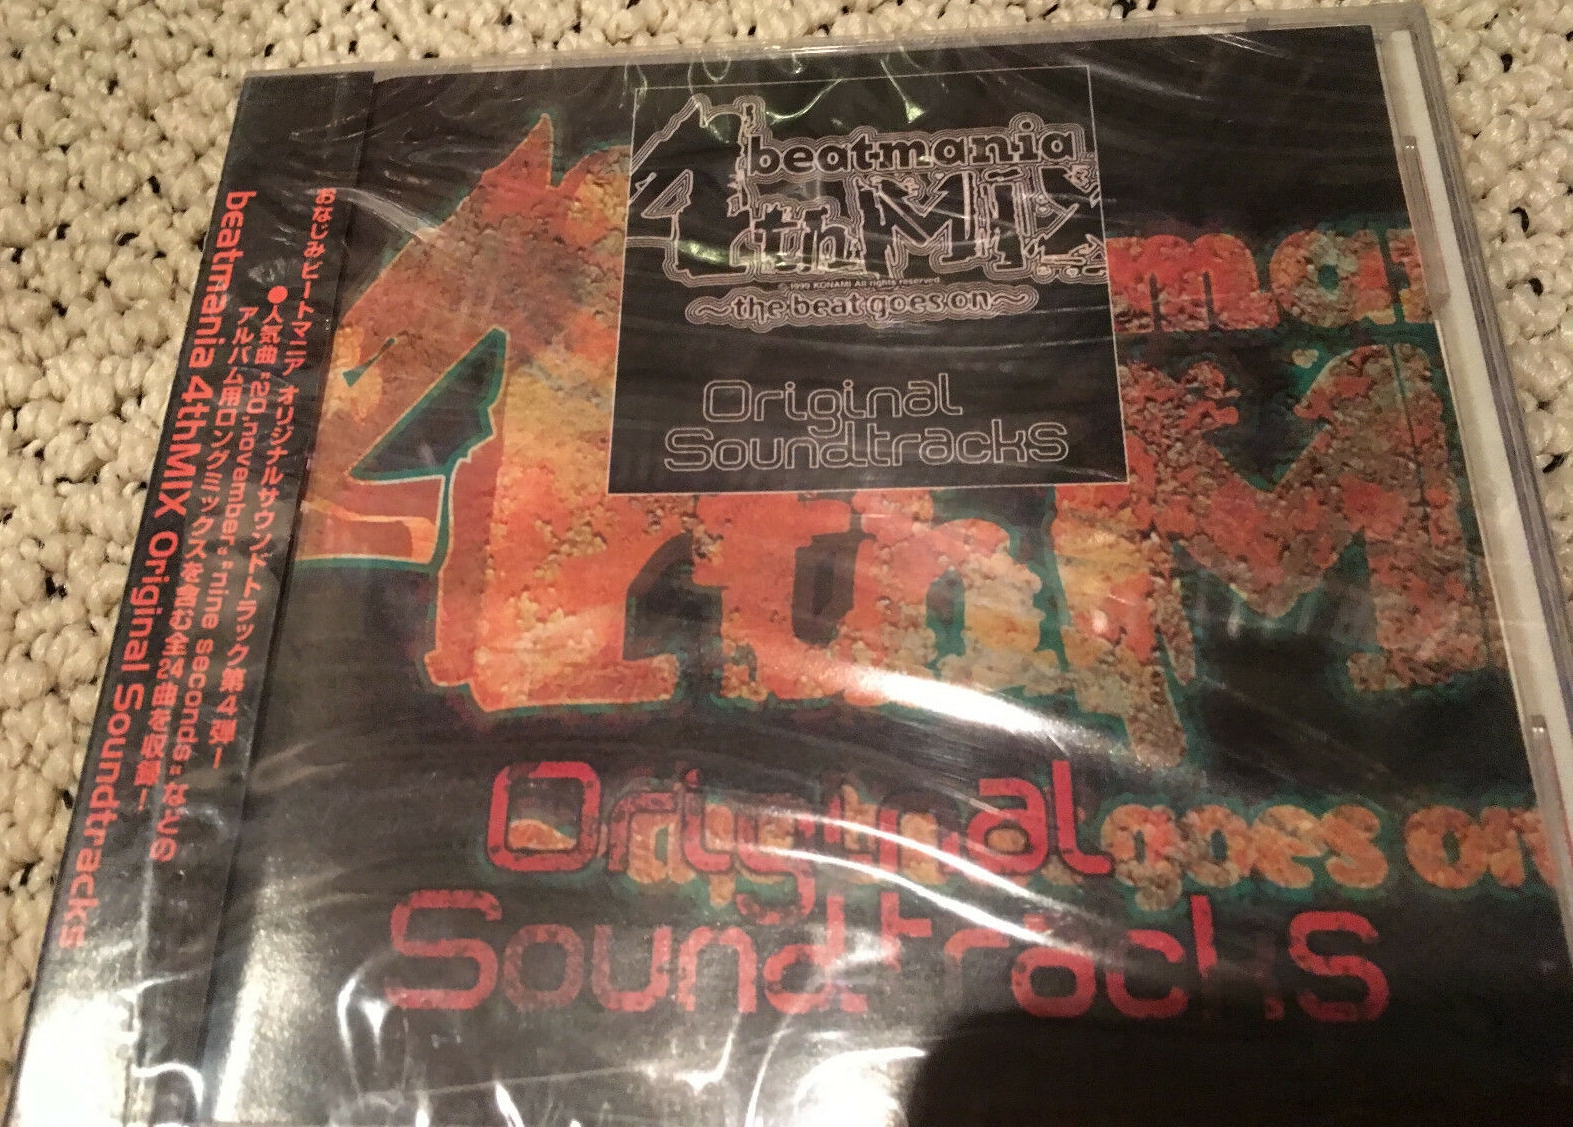 おなじみビートマニア オリジナルサウンドトラック第4弾!
●人気曲"20,november""nine seconds"などの
アルバム用ロングミックスを含む全24曲を収録!
beatmania 4thMIX Original Soundtracks
beatmania
4thMIX
© 1999 KONAMI All rights reserved.
~the beat goes on~
Original
Soundtracks
4thM
Original
goes on
Soundtracks